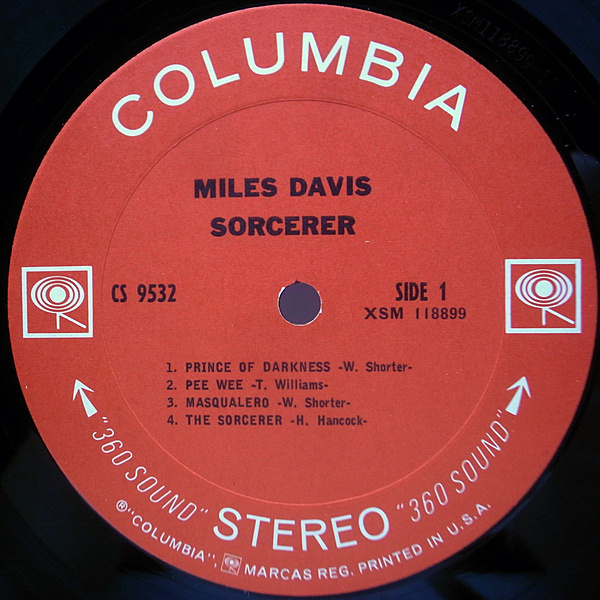 COLUMBIA
MILES DAVIS
SORCERER
CS 9532
SIDE 1
XSM 118899
1. PRINCE OF DARKNESS -W. Shorter-
2. PEE WEE -T. Williams-
3. MASQUALERO -W. Shorter-
4. THE SORCERER -H. Hancock-
"360 SOUND" STEREO "360 SOUND"
®"COLUMBIA", MARCAS REG. PRINTED IN U.S.A.